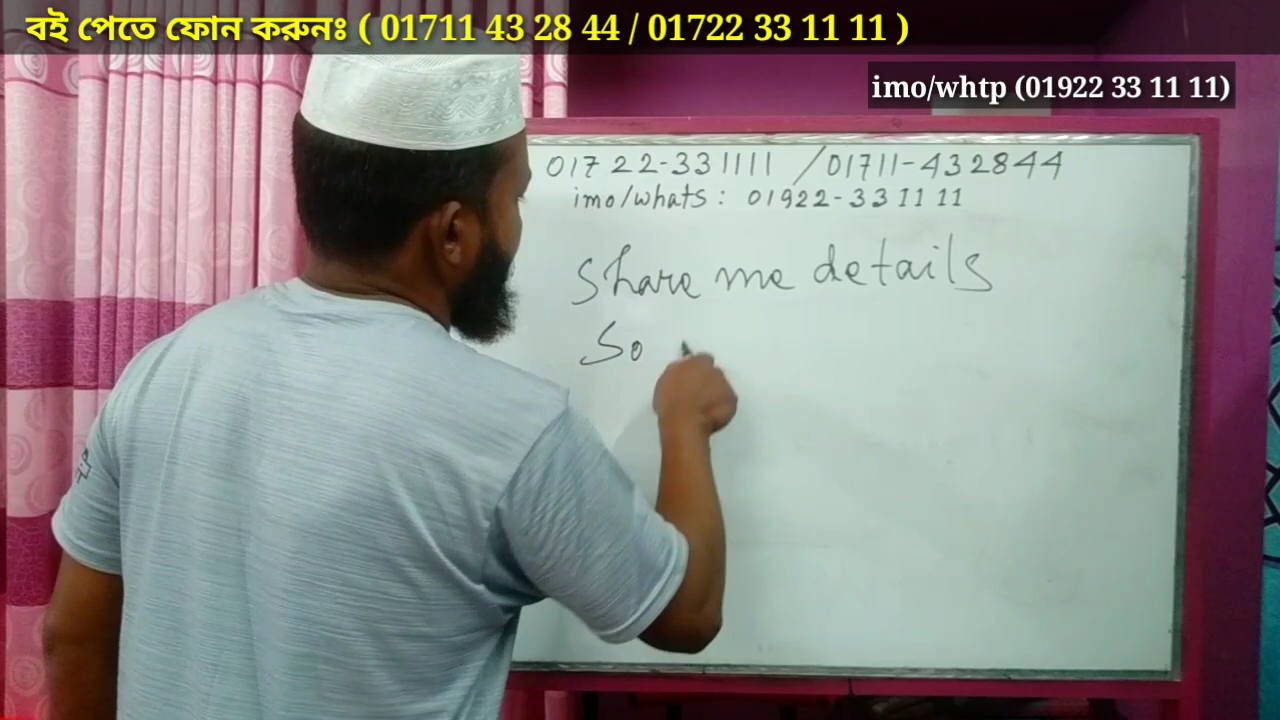 বই পেতে ফোন করুনঃ ( 01711 43 28 44 / 01722 33 11 11 )
imo/whtp (01922 33 11 11)
01722-331111 /01711-432844
imo/whats : 01922-331111
Share me details
So